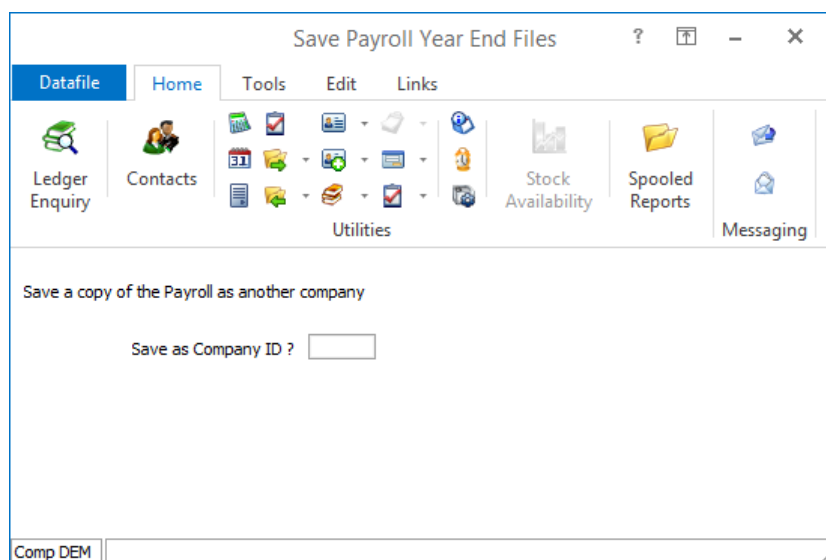 Save Payroll Year End Files
?
Datafile Home Tools Edit Links
31
Ledger
Enquiry
Contacts
Stock
Availability
Spooled
Reports
Utilities
Messaging
Save a copy of the Payroll as another company
Save as Company ID ?
Comp DEM